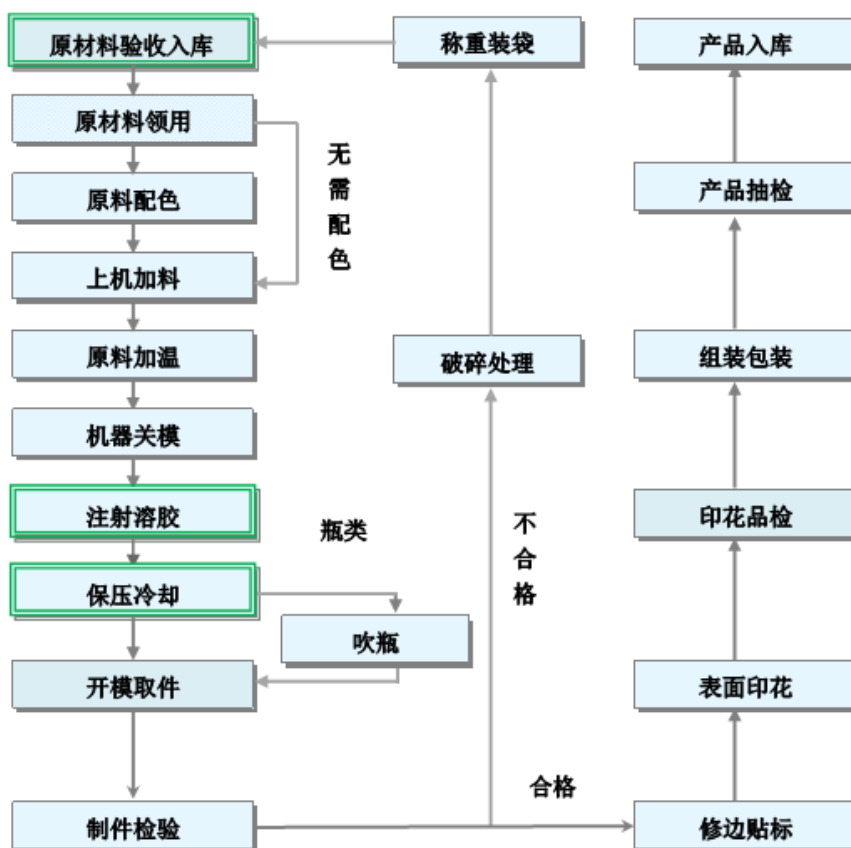 原材料验收入库
称重装袋
产品入库
原材料领用
无需配色
产品抽检
原料配色
上机加料
原料加温
破碎处理
组装包装
机器关模
注射溶胶
瓶类
不合格
印花品检
保压冷却
吹瓶
开模取件
表面印花
合格
制件检验
修边贴标